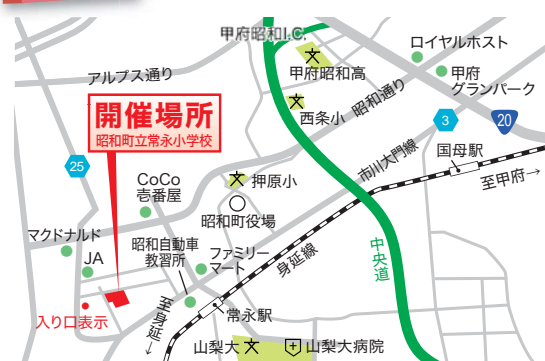 甲府昭和I.C.
ロイヤルホスト
アルプス通り
甲府昭和高
甲府
グランパーク
開催場所
昭和町立常永小学校
西条小
昭和通り
3
20
25
市川大門線
国母駅
至甲府→
CoCo
壱番屋
押原小
昭和町役場
マクドナルド
JA
昭和自動車
教習所
ファミリー
マート
身延線
中央道
入り口表示
至身延→
常永駅
山梨大
山梨大病院